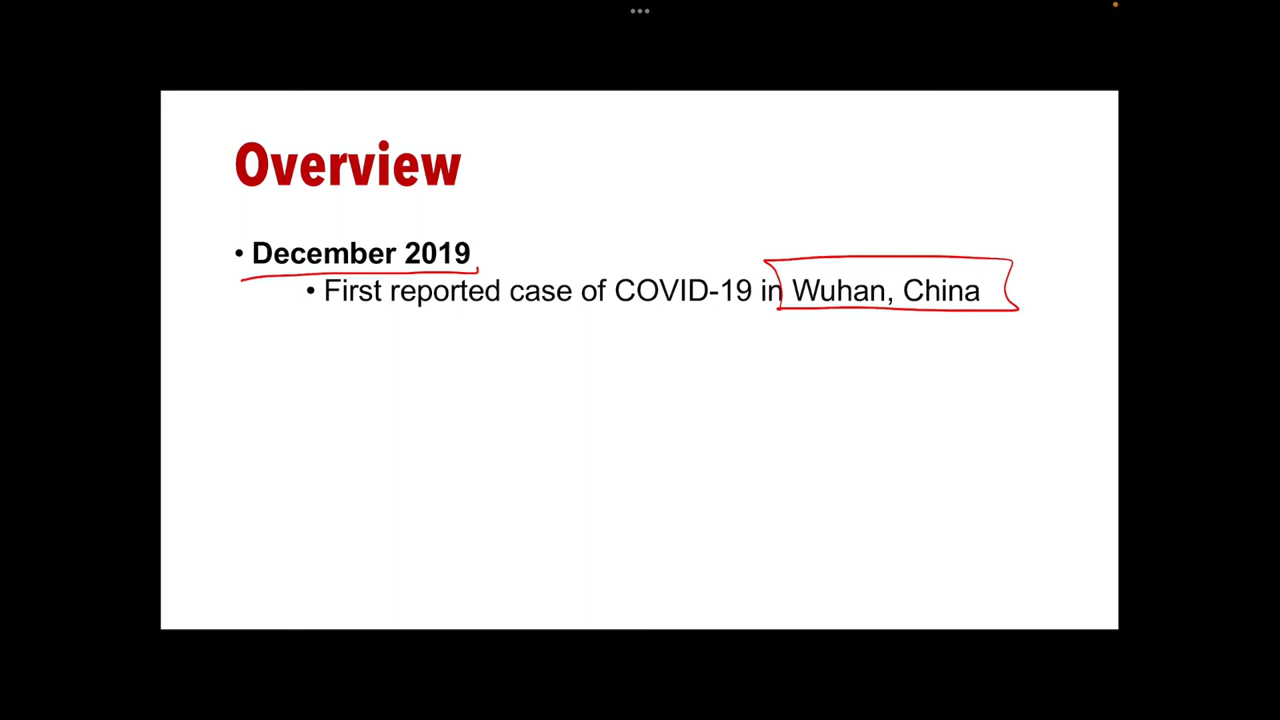 Overview
• December 2019
• First reported case of COVID-19 in Wuhan, China